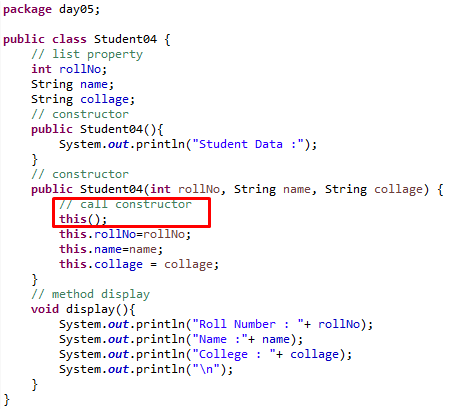 package day05;
public class Student04 {
// list property
int rollNo;
String name;
String collage;
// constructor
public Student04(){
System.out.println("Student Data :");
}
// constructor
public Student04(int rollNo, String name, String collage) {
// call constructor
this();
this.rollNo=rollNo;
this.name=name;
this.collage = collage;
}
// method display
void display(){
System.out.println("Roll Number : "+ rollNo);
System.out.println("Name :"+ name);
System.out.println("College : "+ collage);
System.out.println("\n");
}
}